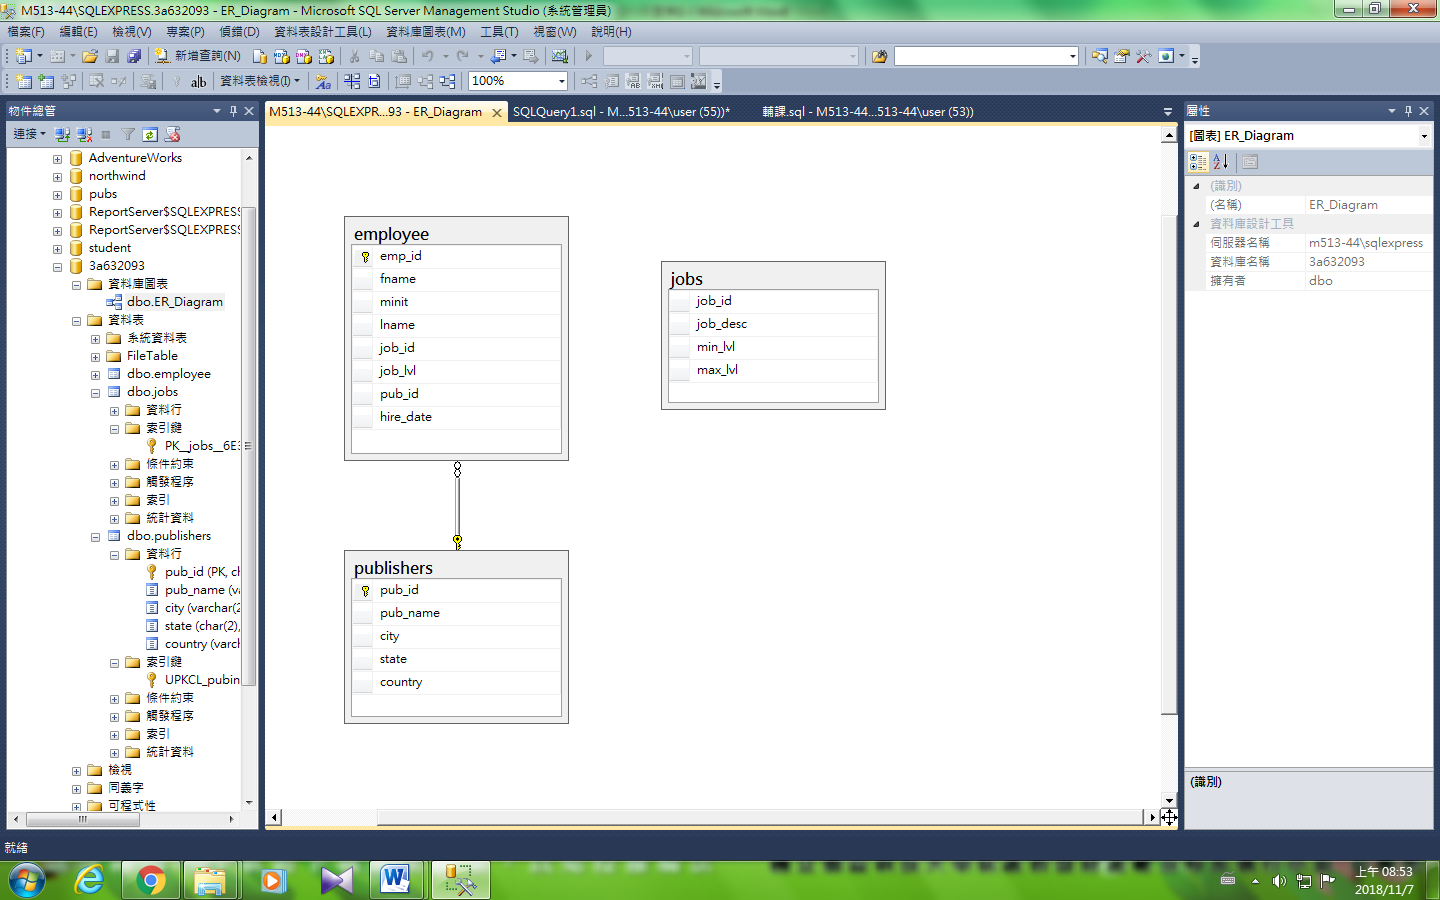 M513-44\SQLEXPRESS.3a632093 - ER_Diagram - Microsoft SQL Server Management Studio (系統管理員)
檔案(F) 編輯(E) 檢視(V) 專案(P) 偵錯(D) 資料表設計工具(L) 資料庫圖表(M) 工具(T) 視窗(W) 說明(H)
新增查詢(N)
資料表檢視(I) 100%
物件總管
連接
AdventureWorks
northwind
pubs
ReportServer$SQLEXPRESS
ReportServer$SQLEXPRESS
student
3a632093
資料庫圖表
dbo.ER_Diagram
資料表
系統資料表
FileTable
dbo.employee
dbo.jobs
資料行
索引鍵
PK__jobs__6E3
條件約束
觸發程序
索引
統計資料
dbo.publishers
資料行
pub_id (PK, ch
pub_name (va
city (varchar(2
state (char(2),
country (varch
索引鍵
UPKCL_pubin
條件約束
觸發程序
索引
統計資料
檢視
同義字
可程式性
M513-44\SQLEXPR...93 - ER_Diagram
SQLQuery1.sql - M...513-44\user (55))*
輔課.sql - M513-44...513-44\user (53))
employee
emp_id
fname
minit
lname
job_id
job_lvl
pub_id
hire_date
jobs
job_id
job_desc
min_lvl
max_lvl
publishers
pub_id
pub_name
city
state
country
屬性
[圖表] ER_Diagram
(識別)
(名稱) ER_Diagram
資料庫設計工具
伺服器名稱 m513-44\sqlexpress
資料庫名稱 3a632093
擁有者 dbo
(識別)
就緒
上午 08:53
2018/11/7